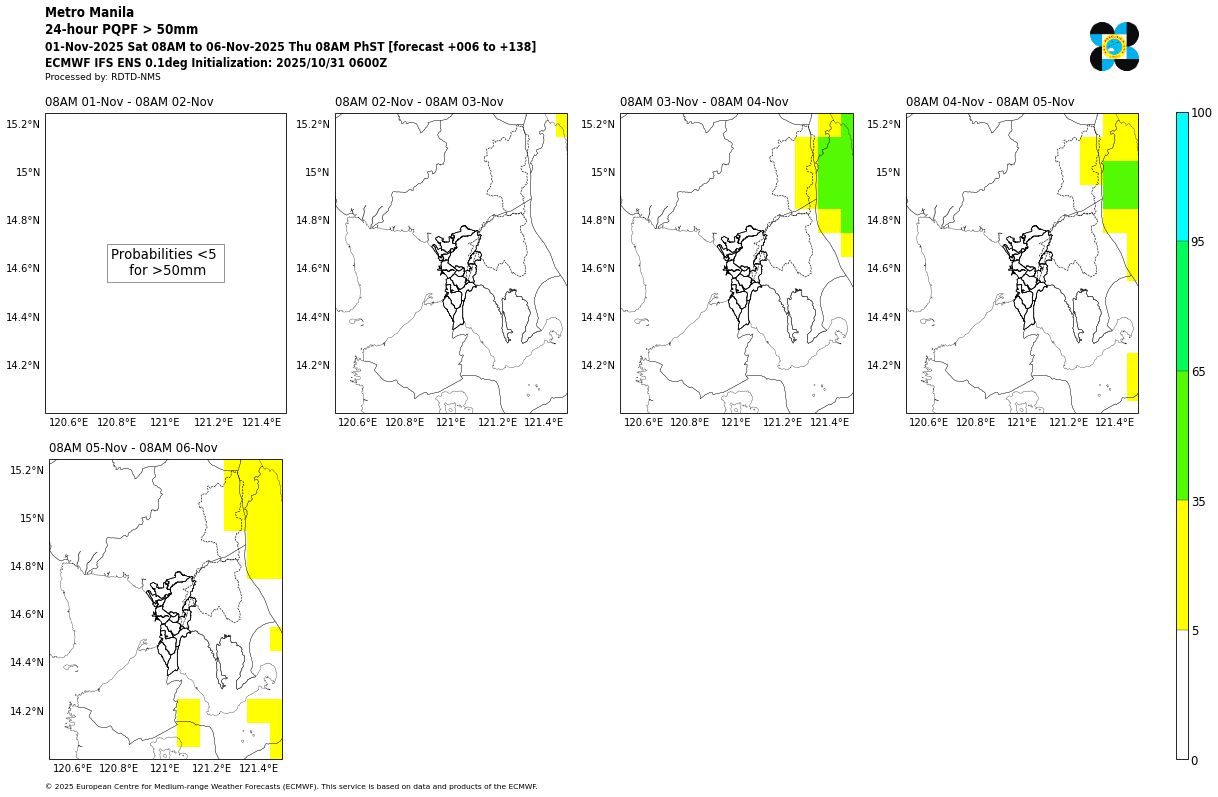 Metro Manila
24-hour PQPF > 50mm
01-Nov-2025 Sat 08AM to 06-Nov-2025 Thu 08AM PhST [forecast +006 to +138]
ECMWF IFS ENS 0.1deg Initialization: 2025/10/31 0600Z
Processed by: RDTD-NMS
08AM 01-Nov - 08AM 02-Nov
08AM 02-Nov - 08AM 03-Nov
08AM 03-Nov - 08AM 04-Nov
08AM 04-Nov - 08AM 05-Nov
15.2°N 15.2°N 15.2°N 15.2°N
15°N 15°N 15°N 15°N
14.8°N 14.8°N 14.8°N 14.8°N
14.6°N 14.6°N 14.6°N 14.6°N
14.4°N 14.4°N 14.4°N 14.4°N
14.2°N 14.2°N 14.2°N 14.2°N
Probabilities <5
for >50mm
120.6°E 120.8°E 121°E 121.2°E 121.4°E
120.6°E 120.8°E 121°E 121.2°E 121.4°E
120.6°E 120.8°E 121°E 121.2°E 121.4°E
120.6°E 120.8°E 121°E 121.2°E 121.4°E
08AM 05-Nov - 08AM 06-Nov
15.2°N
15°N
14.8°N
14.6°N
14.4°N
14.2°N
120.6°E 120.8°E 121°E 121.2°E 121.4°E
100
95
65
35
5
0
© 2025 European Centre for Medium-range Weather Forecasts (ECMWF). This service is based on data and products of the ECMWF.